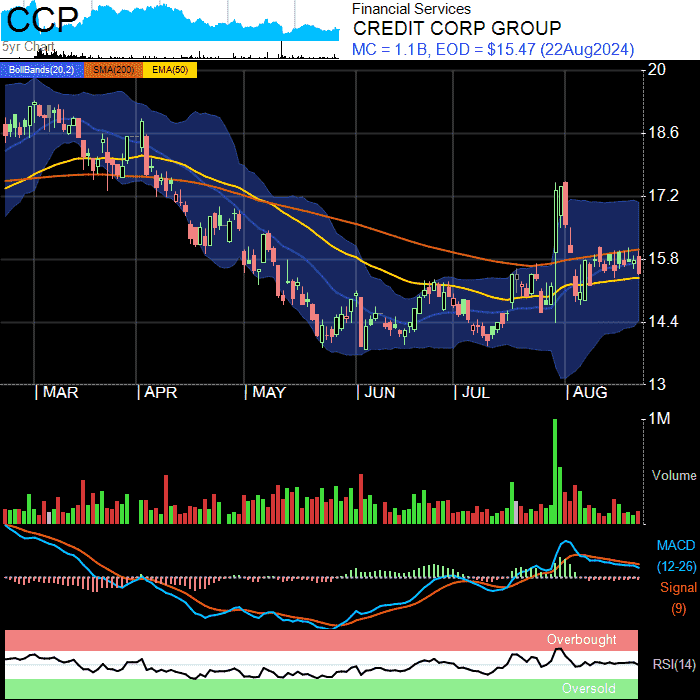 CCP
5yr Chart
Financial Services
CREDIT CORP GROUP
MC = 1.1B, EOD = $15.47 (22Aug2024)
BollBands(20,2) SMA(200) EMA(50)
20
18.6
17.2
15.8
14.4
13
| MAR | APR | MAY | JUN | JUL | AUG
1M
Volume
MACD
(12-26)
Signal
(9)
Overbought
RSI(14)
Oversold